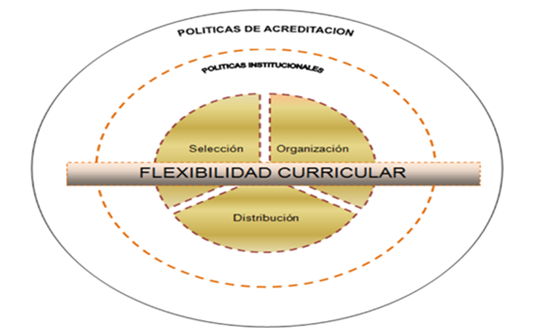 POLITICAS DE ACREDITACION
POLITICAS INSTITUCIONALES
Selección
Organización
FLEXIBILIDAD CURRICULAR
Distribución